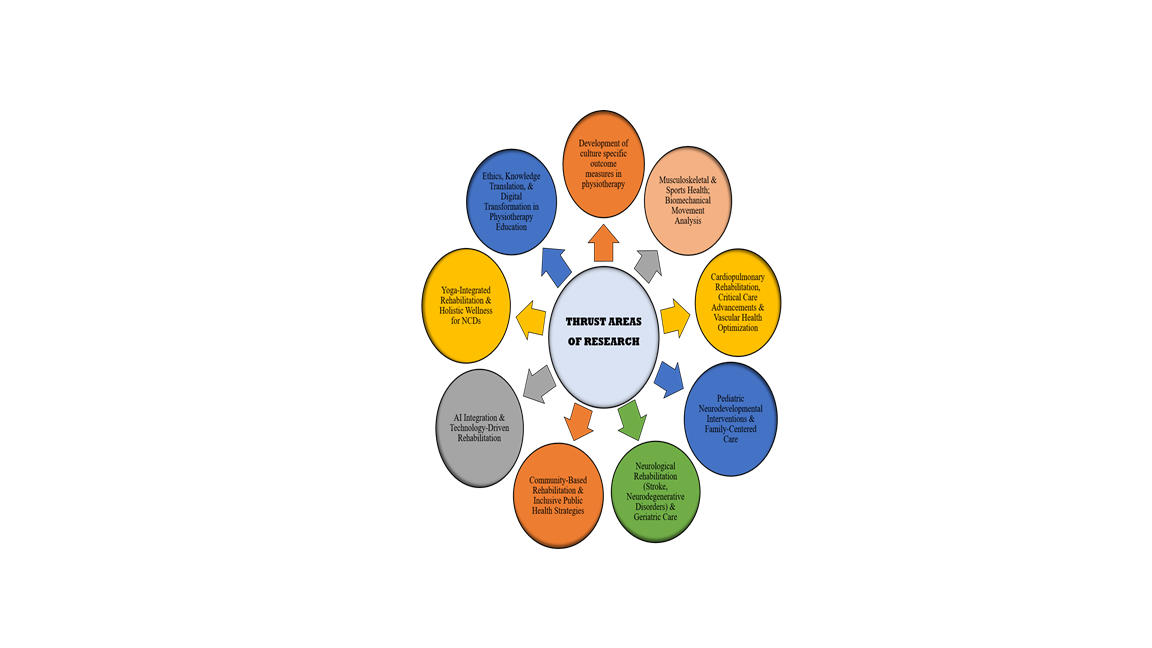 THRUST AREAS
OF RESEARCH
Development of
culture specific
outcome
measures in
physiotherapy
Musculoskeletal &
Sports Health;
Biomechanical
Movement
Analysis
Cardiopulmonary
Rehabilitation,
Critical Care
Advancements &
Vascular Health
Optimization
Pediatric
Neurodevelopmental
Interventions &
Family-Centered
Care
Neurological
Rehabilitation
(Stroke,
Neurodegenerative
Disorders) &
Geriatric Care
Community-Based
Rehabilitation &
Inclusive Public
Health Strategies
AI Integration &
Technology-Driven
Rehabilitation
Yoga-Integrated
Rehabilitation &
Holistic Wellness
for NCDs
Ethics, Knowledge
Translation, &
Digital
Transformation in
Physiotherapy
Education